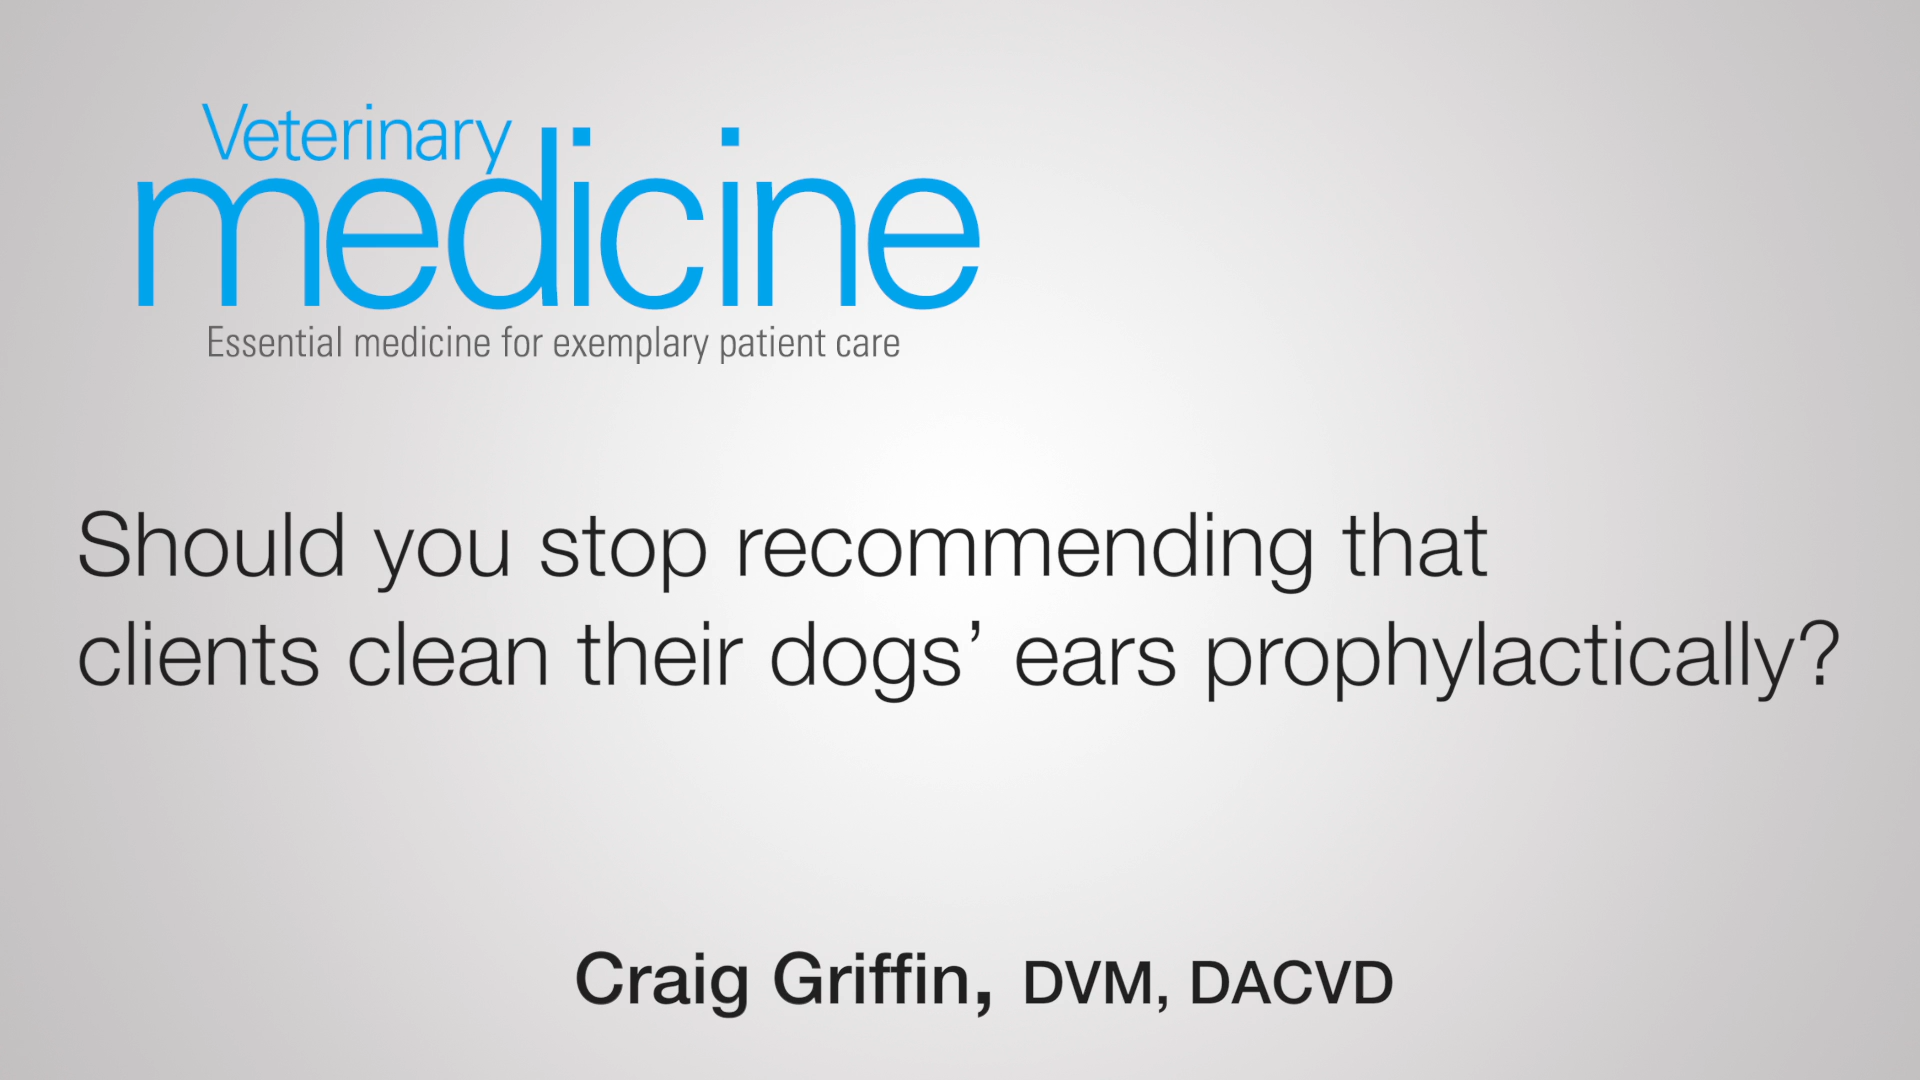 Veterinary
medicine
Essential medicine for exemplary patient care
Should you stop recommending that
clients clean their dogs’ ears prophylactically?
Craig Griffin, DVM, DACVD